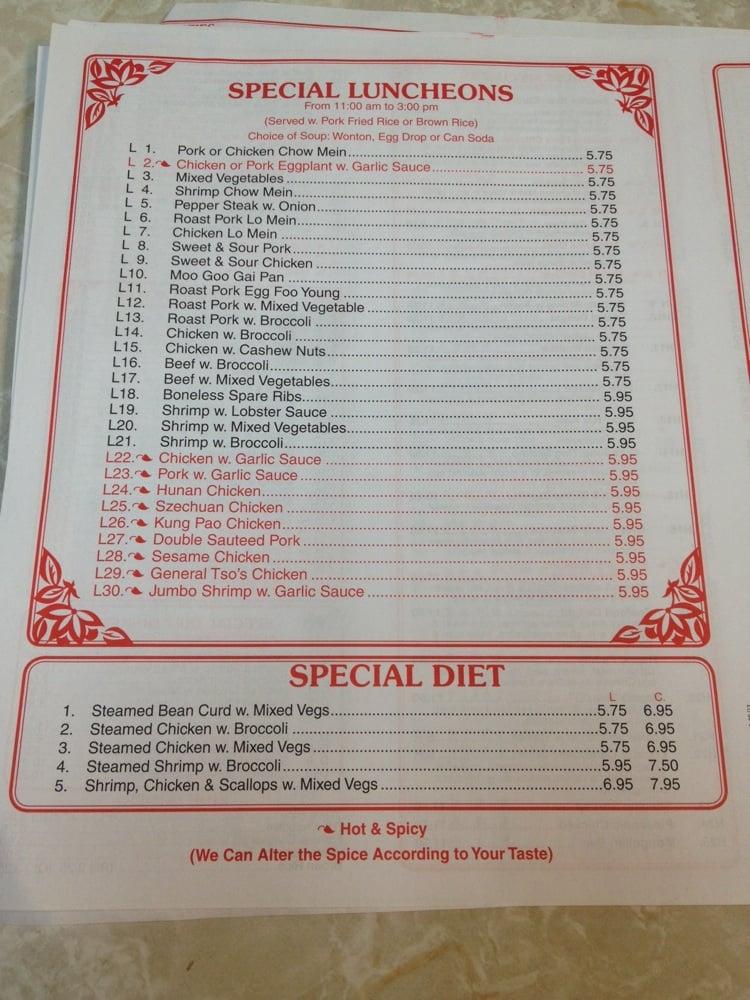 SPECIAL LUNCHEONS
From 11:00 am to 3:00 pm
(Served w. Pork Fried Rice or Brown Rice)
Choice of Soup: Wonton, Egg Drop or Can Soda
L 1. Pork or Chicken Chow Mein 5.75
L 2. Chicken or Pork Eggplant w. Garlic Sauce 5.75
L 3. Mixed Vegetables 5.75
L 4. Shrimp Chow Mein 5.75
L 5. Pepper Steak w. Onion 5.75
L 6. Roast Pork Lo Mein 5.75
L 7. Chicken Lo Mein 5.75
L 8. Sweet & Sour Pork 5.75
L 9. Sweet & Sour Chicken 5.75
L10. Moo Goo Gai Pan 5.75
L11. Roast Pork Egg Foo Young 5.75
L12. Roast Pork w. Mixed Vegetable 5.75
L13. Roast Pork w. Broccoli 5.75
L14. Chicken w. Broccoli 5.75
L15. Chicken w. Cashew Nuts 5.75
L16. Beef w. Broccoli 5.75
L17. Beef w. Mixed Vegetables 5.75
L18. Boneless Spare Ribs 5.95
L19. Shrimp w. Lobster Sauce 5.95
L20. Shrimp w. Mixed Vegetables 5.95
L21. Shrimp w. Broccoli 5.95
L22. Chicken w. Garlic Sauce 5.95
L23. Pork w. Garlic Sauce 5.95
L24. Hunan Chicken 5.95
L25. Szechuan Chicken 5.95
L26. Kung Pao Chicken 5.95
L27. Double Sauteed Pork 5.95
L28. Sesame Chicken 5.95
L29. General Tso's Chicken 5.95
L30. Jumbo Shrimp w. Garlic Sauce 5.95
SPECIAL DIET
L C.
1. Steamed Bean Curd w. Mixed Vegs 5.75 6.95
2. Steamed Chicken w. Broccoli 5.75 6.95
3. Steamed Chicken w. Mixed Vegs 5.75 6.95
4. Steamed Shrimp w. Broccoli 5.95 7.50
5. Shrimp, Chicken & Scallops w. Mixed Vegs 6.95 7.95
Hot & Spicy
(We Can Alter the Spice According to Your Taste)